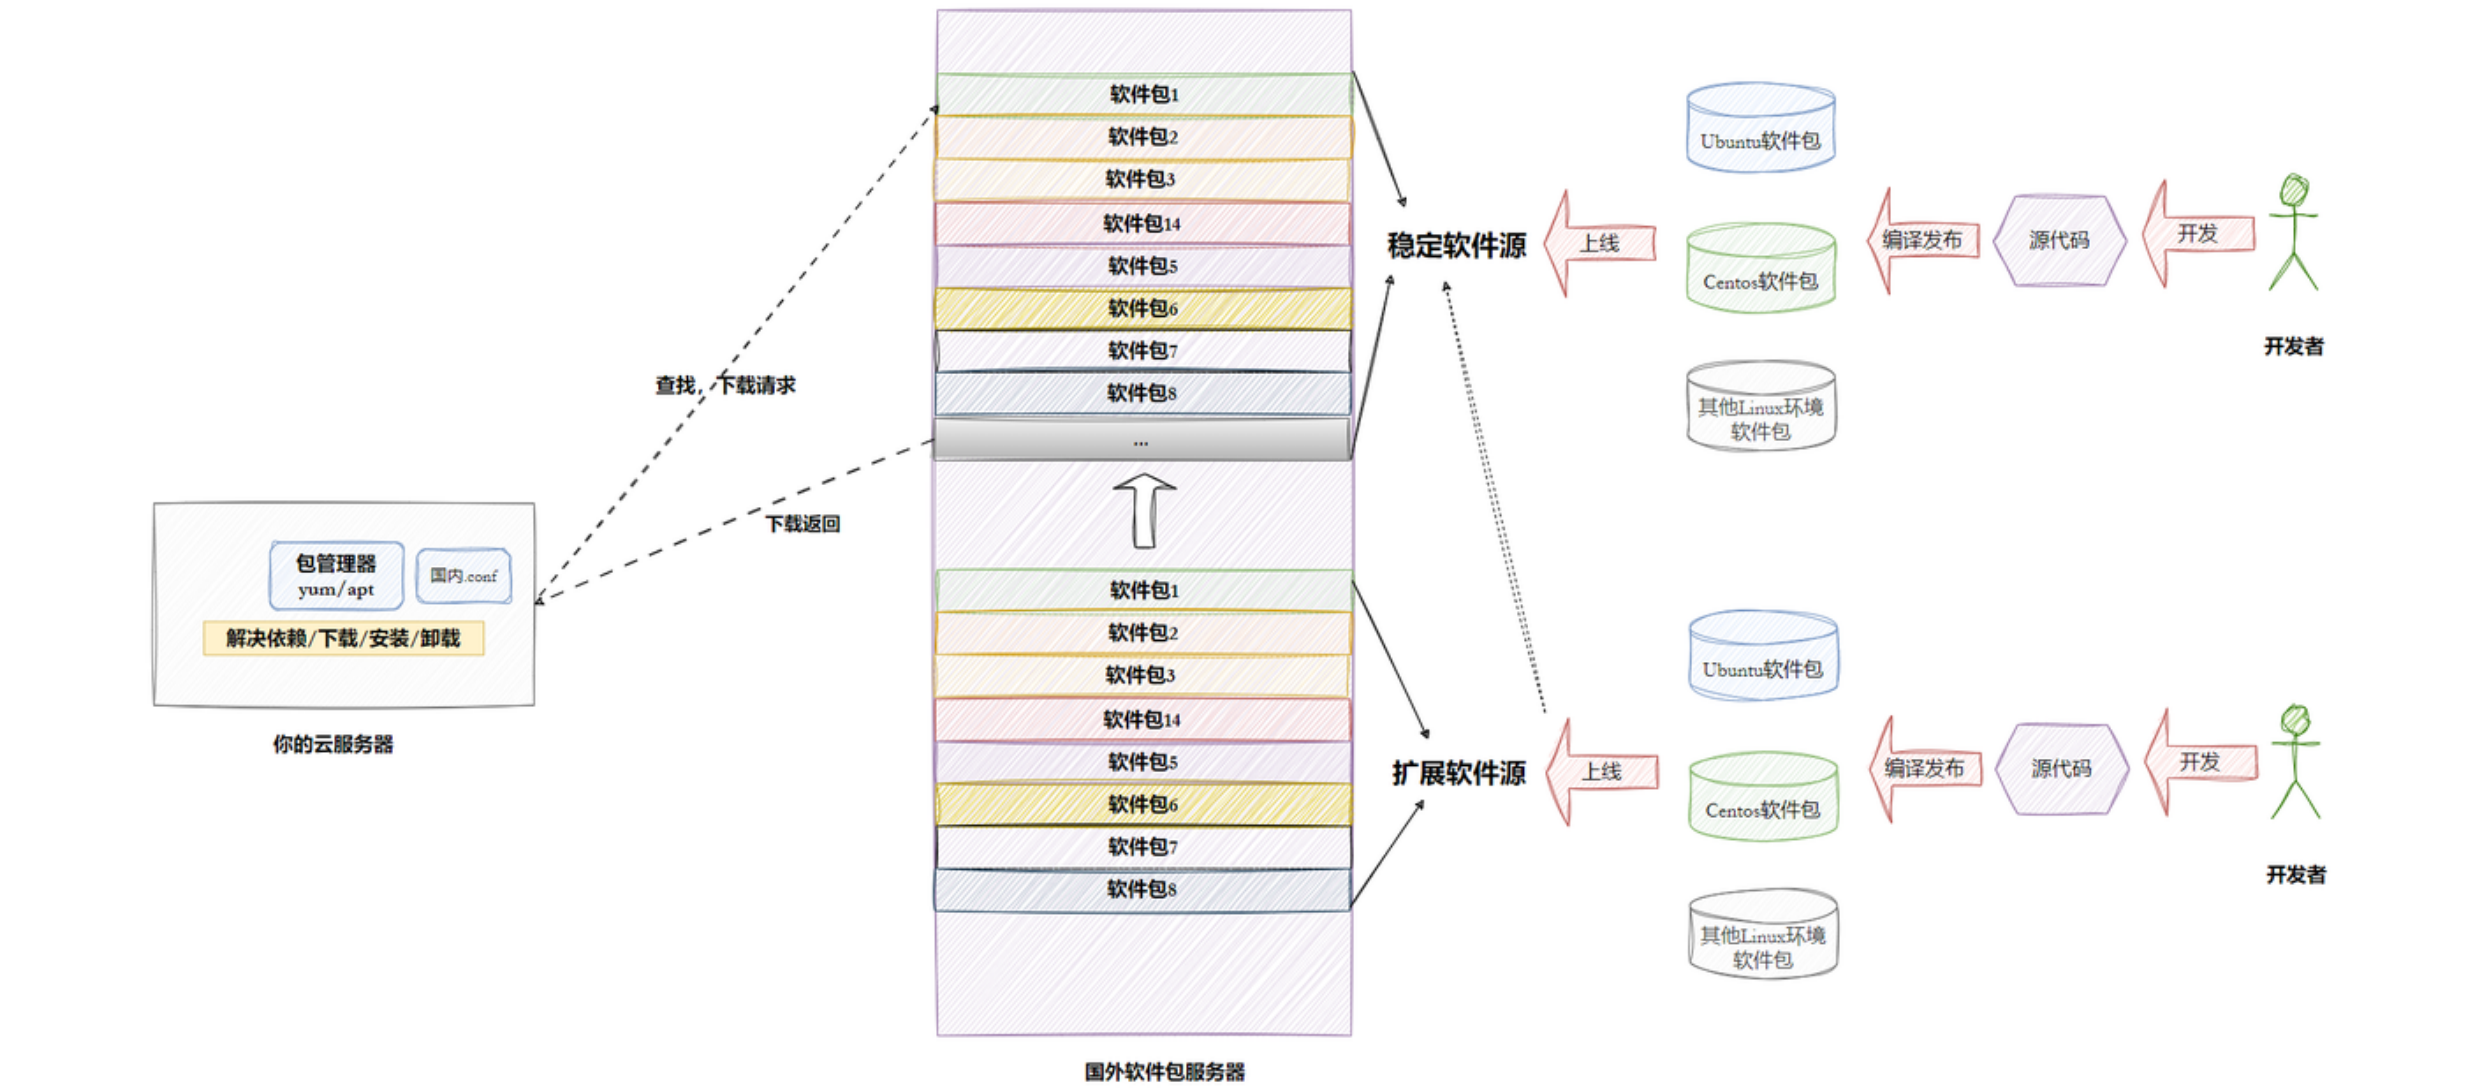 软件包1
软件包2
软件包3
软件包14
软件包5
软件包6
软件包7
软件包8
...
查找，下载请求
下载返回
包管理器
yum/apt
国内.conf
解决依赖/下载/安装/卸载
你的云服务器
软件包1
软件包2
软件包3
软件包14
软件包5
软件包6
软件包7
软件包8
国外软件包服务器
稳定软件源
上线
Ubuntu软件包
Centos软件包
其他Linux环境
软件包
编译发布
源代码
开发
开发者
扩展软件源
上线
Ubuntu软件包
Centos软件包
其他Linux环境
软件包
编译发布
源代码
开发
开发者